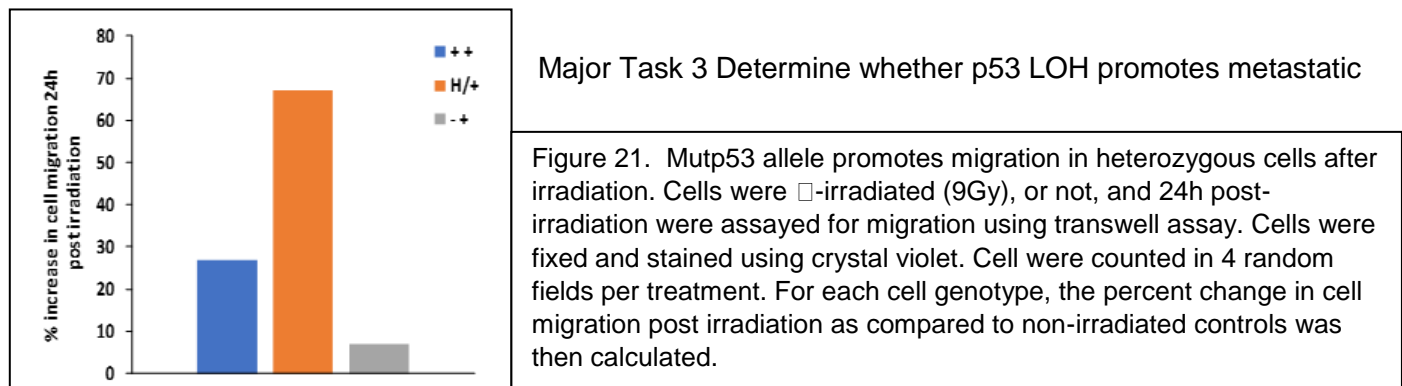 80
70
60
50
40
30
20
10
0
% increase in cell migration 24h
post irradiation
+ +
H/+
- +
Major Task 3 Determine whether p53 LOH promotes metastatic
Figure 21. Mutp53 allele promotes migration in heterozygous cells after
irradiation. Cells were □-irradiated (9Gy), or not, and 24h post-
irradiation were assayed for migration using transwell assay. Cells were
fixed and stained using crystal violet. Cell were counted in 4 random
fields per treatment. For each cell genotype, the percent change in cell
migration post irradiation as compared to non-irradiated controls was
then calculated.